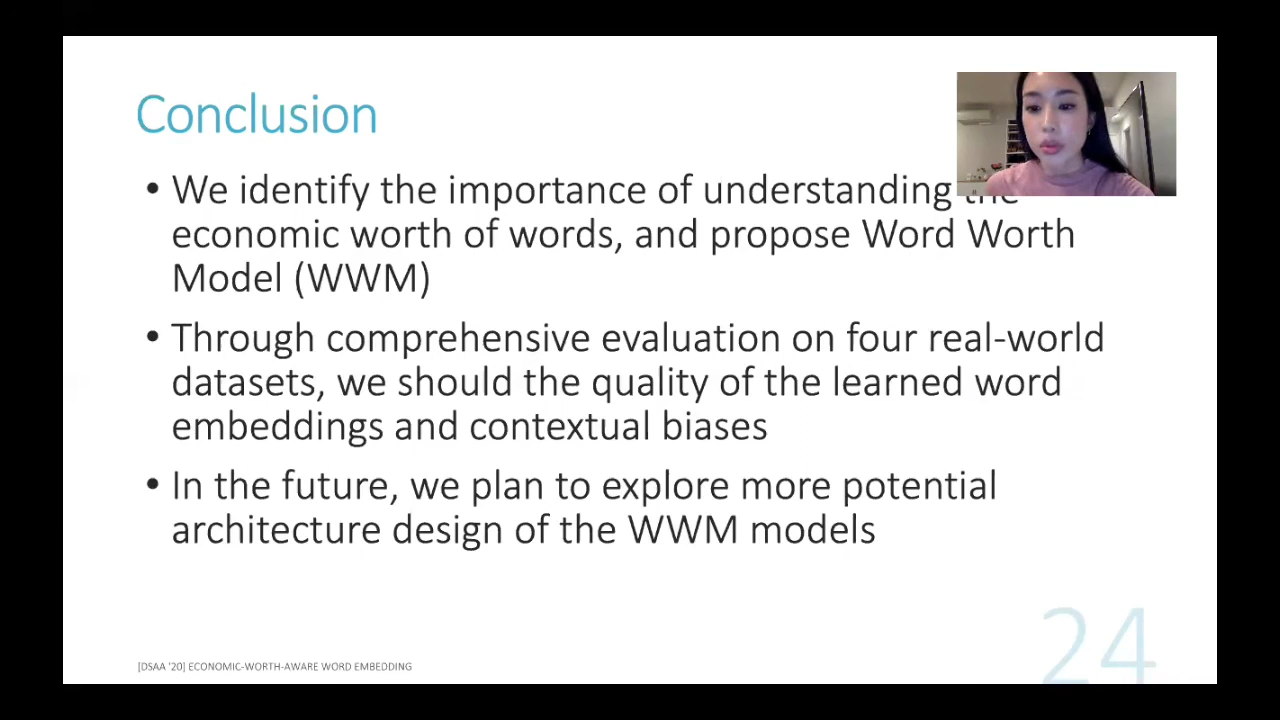 Conclusion
• We identify the importance of understanding the
economic worth of words, and propose Word Worth
Model (WWM)
• Through comprehensive evaluation on four real-world
datasets, we should the quality of the learned word
embeddings and contextual biases
• In the future, we plan to explore more potential
architecture design of the WWM models
[DSAA '20] ECONOMIC-WORTH-AWARE WORD EMBEDDING
24